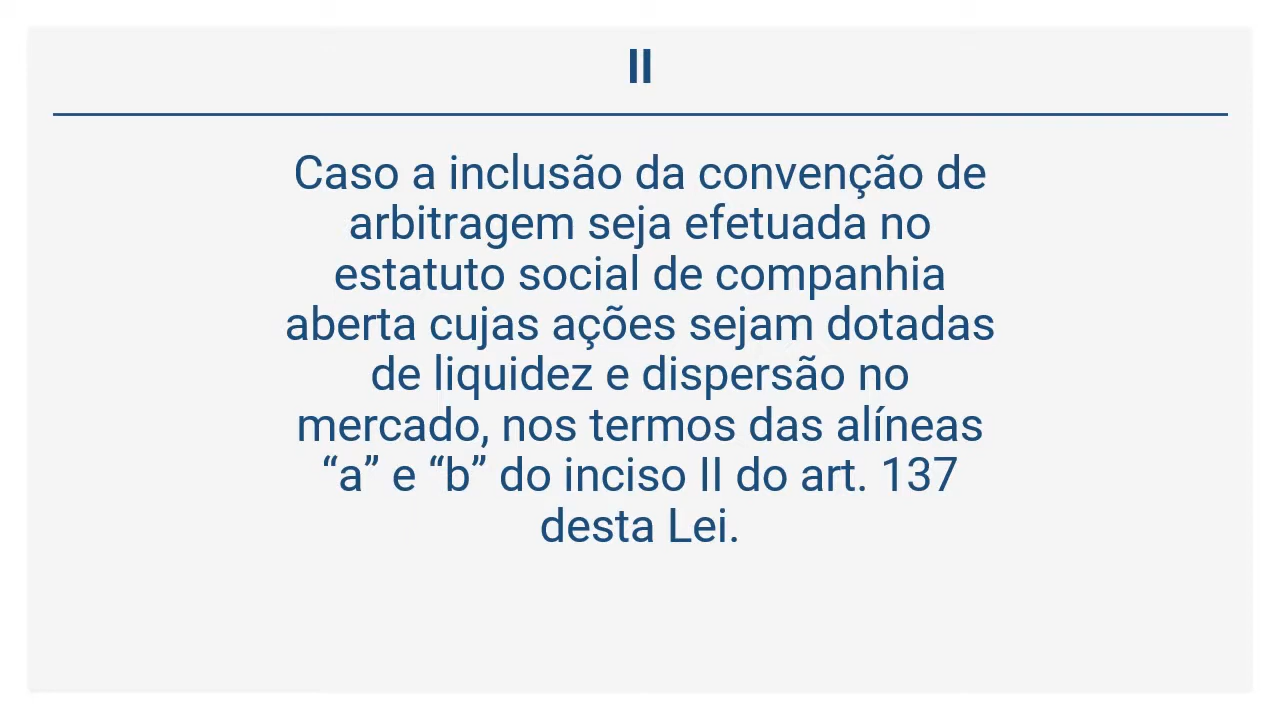 II
Caso a inclusão da convenção de
arbitragem seja efetuada no
estatuto social de companhia
aberta cujas ações sejam dotadas
de liquidez e dispersão no
mercado, nos termos das alíneas
“a” e “b” do inciso II do art. 137
desta Lei.